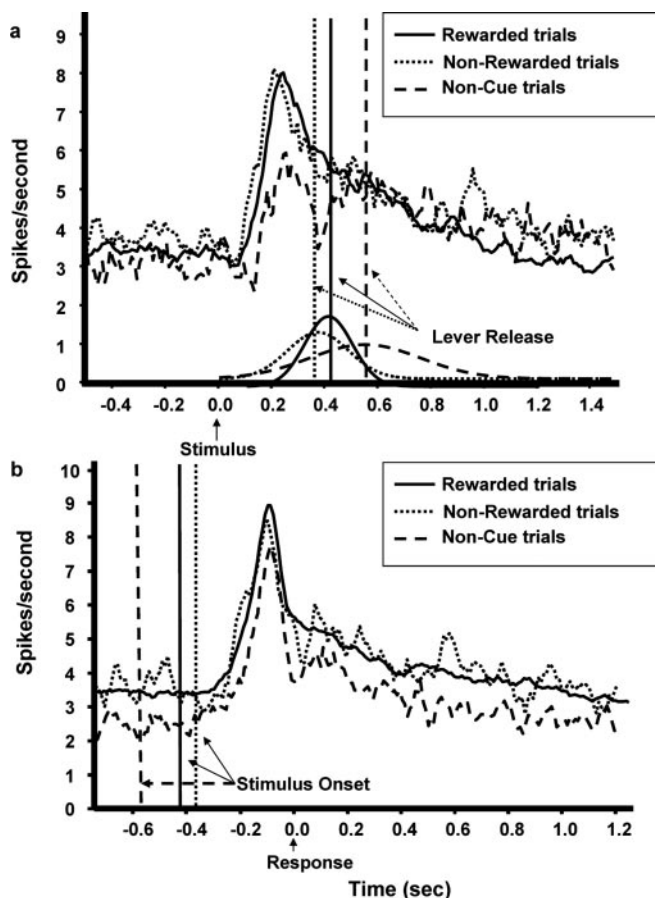 a
Spikes/second
9
8
7
6
5
4
3
2
1
0
Rewarded trials
Non-Rewarded trials
Non-Cue trials
Lever Release
-0.4 -0.2 0.0 0.2 0.4 0.6 0.8 1.0 1.2 1.4
Stimulus
b
Spikes/second
10
9
8
7
6
5
4
3
2
1
0
Rewarded trials
Non-Rewarded trials
Non-Cue trials
Stimulus Onset
-0.6 -0.4 -0.2 0.0 0.2 0.4 0.6 0.8 1.0 1.2
Response
Time (sec)